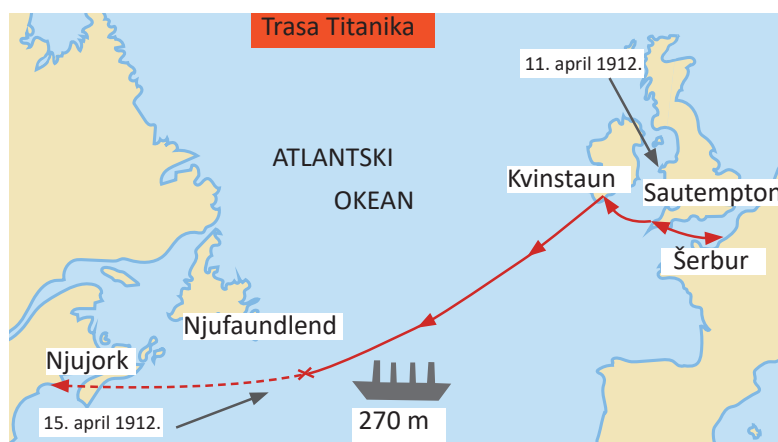 Trasa Titanika
11. april 1912.
ATLANTSKI
OKEAN
Kvinstaun
Sautempton
Šerbur
Njufaundlend
Njujork
15. april 1912.
270 m